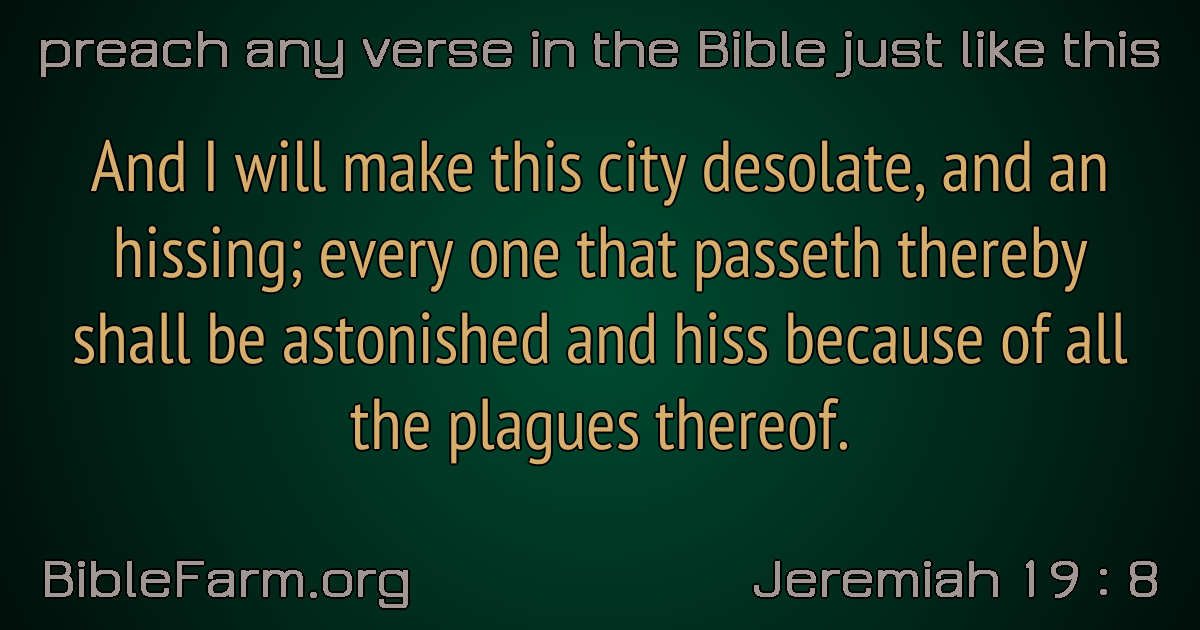 preach any verse in the Bible just like this
And I will make this city desolate, and an
hissing; every one that passeth thereby
shall be astonished and hiss because of all
the plagues thereof.
BibleFarm.org
Jeremiah 19 : 8